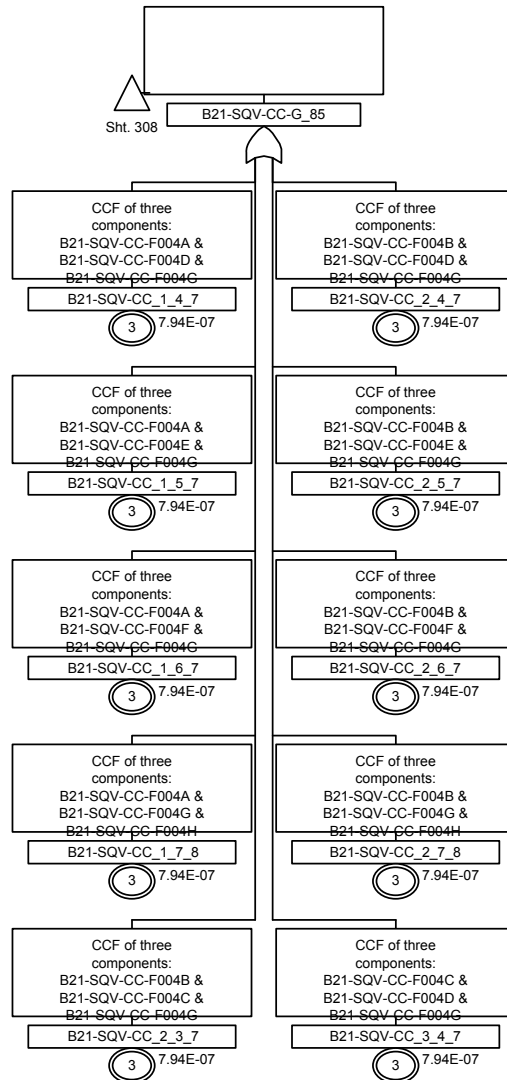 Sht. 308
B21-SQV-CC-G_85
CCF of three
components:
B21-SQV-CC-F004A &
B21-SQV-CC-F004D &
B21-SQV-CC-F004G
B21-SQV-CC_1_4_7
3
7.94E-07
CCF of three
components:
B21-SQV-CC-F004B &
B21-SQV-CC-F004D &
B21-SQV-CC-F004G
B21-SQV-CC_2_4_7
3
7.94E-07
CCF of three
components:
B21-SQV-CC-F004A &
B21-SQV-CC-F004E &
B21-SQV-CC-F004G
B21-SQV-CC_1_5_7
3
7.94E-07
CCF of three
components:
B21-SQV-CC-F004B &
B21-SQV-CC-F004E &
B21-SQV-CC-F004G
B21-SQV-CC_2_5_7
3
7.94E-07
CCF of three
components:
B21-SQV-CC-F004A &
B21-SQV-CC-F004F &
B21-SQV-CC-F004G
B21-SQV-CC_1_6_7
3
7.94E-07
CCF of three
components:
B21-SQV-CC-F004B &
B21-SQV-CC-F004F &
B21-SQV-CC-F004G
B21-SQV-CC_2_6_7
3
7.94E-07
CCF of three
components:
B21-SQV-CC-F004A &
B21-SQV-CC-F004G &
B21-SQV-CC-F004H
B21-SQV-CC_1_7_8
3
7.94E-07
CCF of three
components:
B21-SQV-CC-F004B &
B21-SQV-CC-F004G &
B21-SQV-CC-F004H
B21-SQV-CC_2_7_8
3
7.94E-07
CCF of three
components:
B21-SQV-CC-F004B &
B21-SQV-CC-F004C &
B21-SQV-CC-F004G
B21-SQV-CC_2_3_7
3
7.94E-07
CCF of three
components:
B21-SQV-CC-F004C &
B21-SQV-CC-F004D &
B21-SQV-CC-F004G
B21-SQV-CC_3_4_7
3
7.94E-07